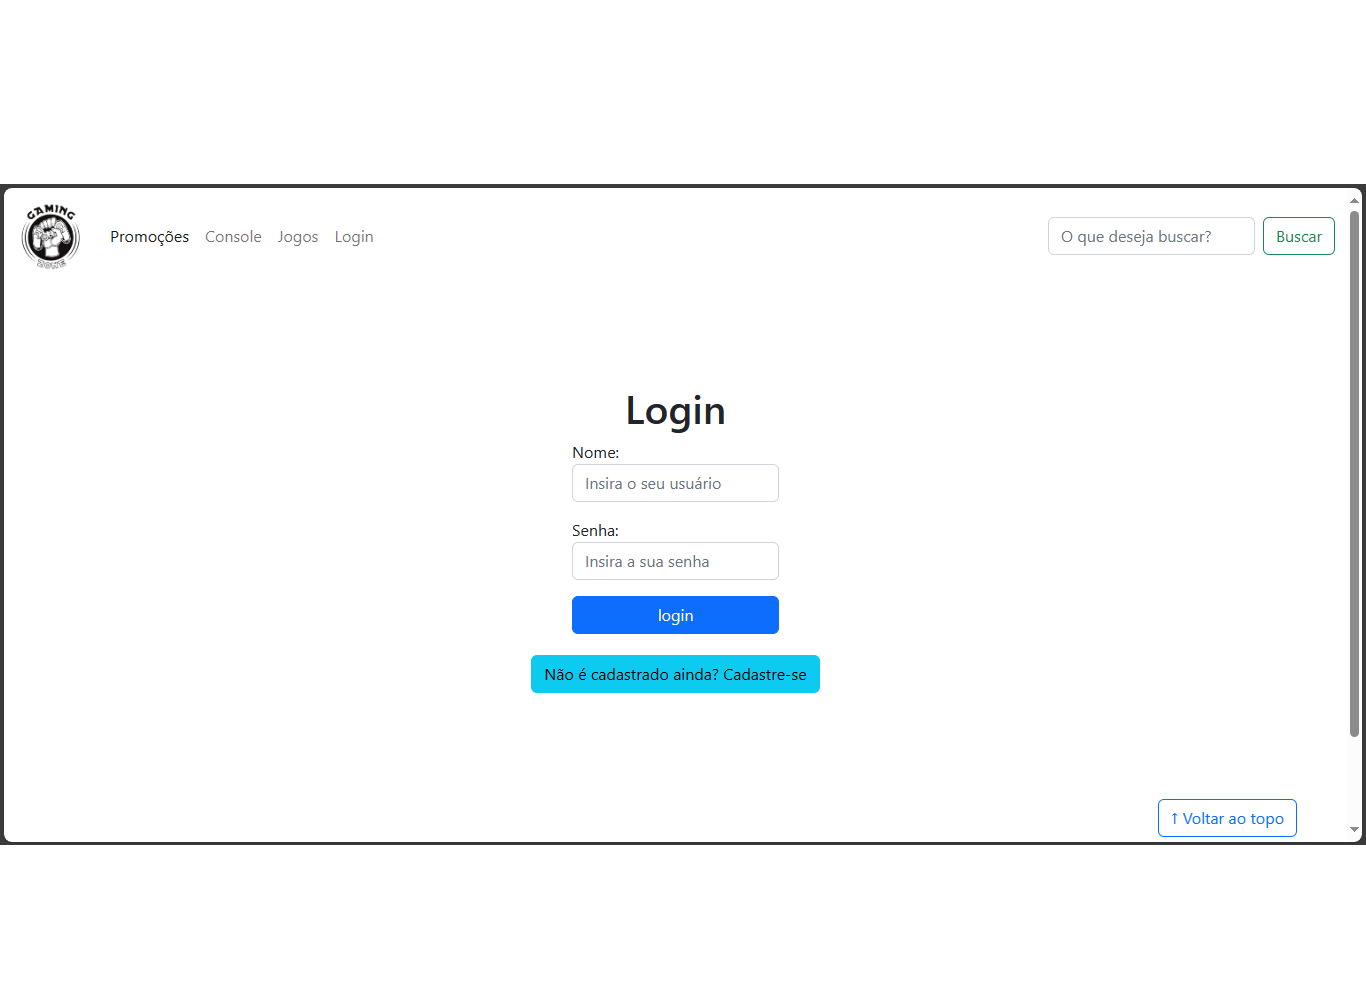 GAMING
ZONE
Promoções Console Jogos Login
O que deseja buscar? Buscar
Login
Nome:
Insira o seu usuário
Senha:
Insira a sua senha
login
Não é cadastrado ainda? Cadastre-se
↑ Voltar ao topo